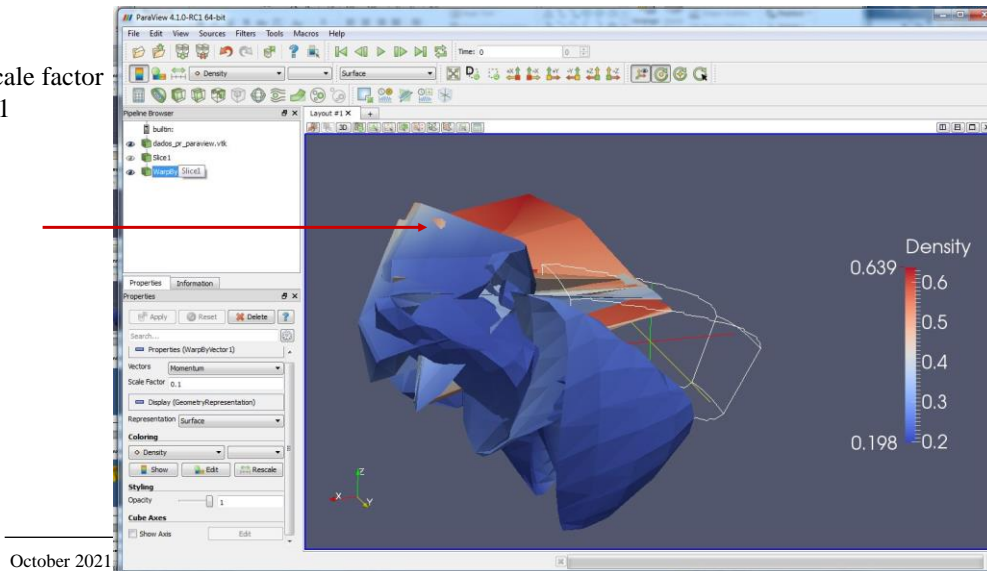 cale factor
1
ParaView 4.1.0-RC1 64-bit
File Edit View Sources Filters Tools Macros Help
Time: 0 0
Density Surface
Pipeline Browser
Layout #1
3D
builtin:
dados_pr_paraview.vtk
Slice1
WarpBy Slice1
Properties Information
Properties
Apply Reset Delete ?
Search...
Properties (WarpByVector1)
Vectors Momentum
Scale Factor 0.1
Display (GeometryRepresentation)
Representation Surface
Coloring
Density
Show Edit Rescale
Styling
Opacity 1
Cube Axes
Show Axis Edit
Density
0.639
0.6
0.5
0.4
0.3
0.198
0.2
Z
X
Y
October 2021